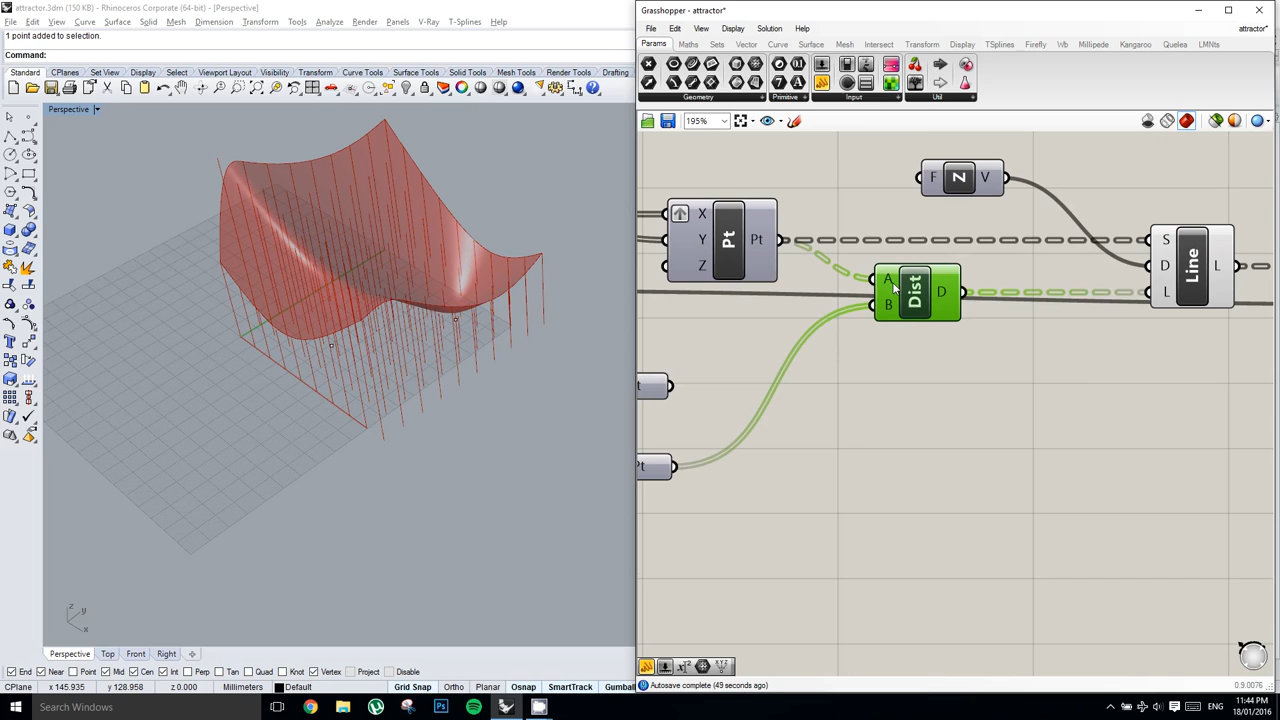 attractor.3dm (150 KB) - Rhinoceros Corporate (64-bit) - [Perspective]
File Edit View Curve Surface Solid Mesh Dimension Transform Tools Analyze Render Panels V-Ray T-Splines Help
1 point added to selection.
Command:
Standard CPlanes Set View Display Select Viewport Layout Visibility Transform Curve Tools Surface Tools Solid Tools Mesh Tools Render Tools Drafting
Perspective
z
y
x
Perspective Top Front Right
End Near Point Mid Cen Int Perp Tan Quad Knot Vertex Project Disable
CPlane x 145.935 y 128.958 z 0.000 Millimeters Default Grid Snap Ortho Planar Osnap SmartTrack Gumball
Grasshopper - attractor*
File Edit View Display Solution Help attractor*
Params Maths Sets Vector Curve Surface Mesh Intersect Transform Display TSplines Firefly Wb Millipede Kangaroo Quelea LMNts
Geometry Primitive Input Util
195%
F Z V
X
Y
Z
Pt
Pt
A
B
Dist
D
S
D
L
Line
L
t
Pt
Autosave complete (49 seconds ago) 0.9.0076
Search Windows
ENG
11:44 PM
18/01/2016